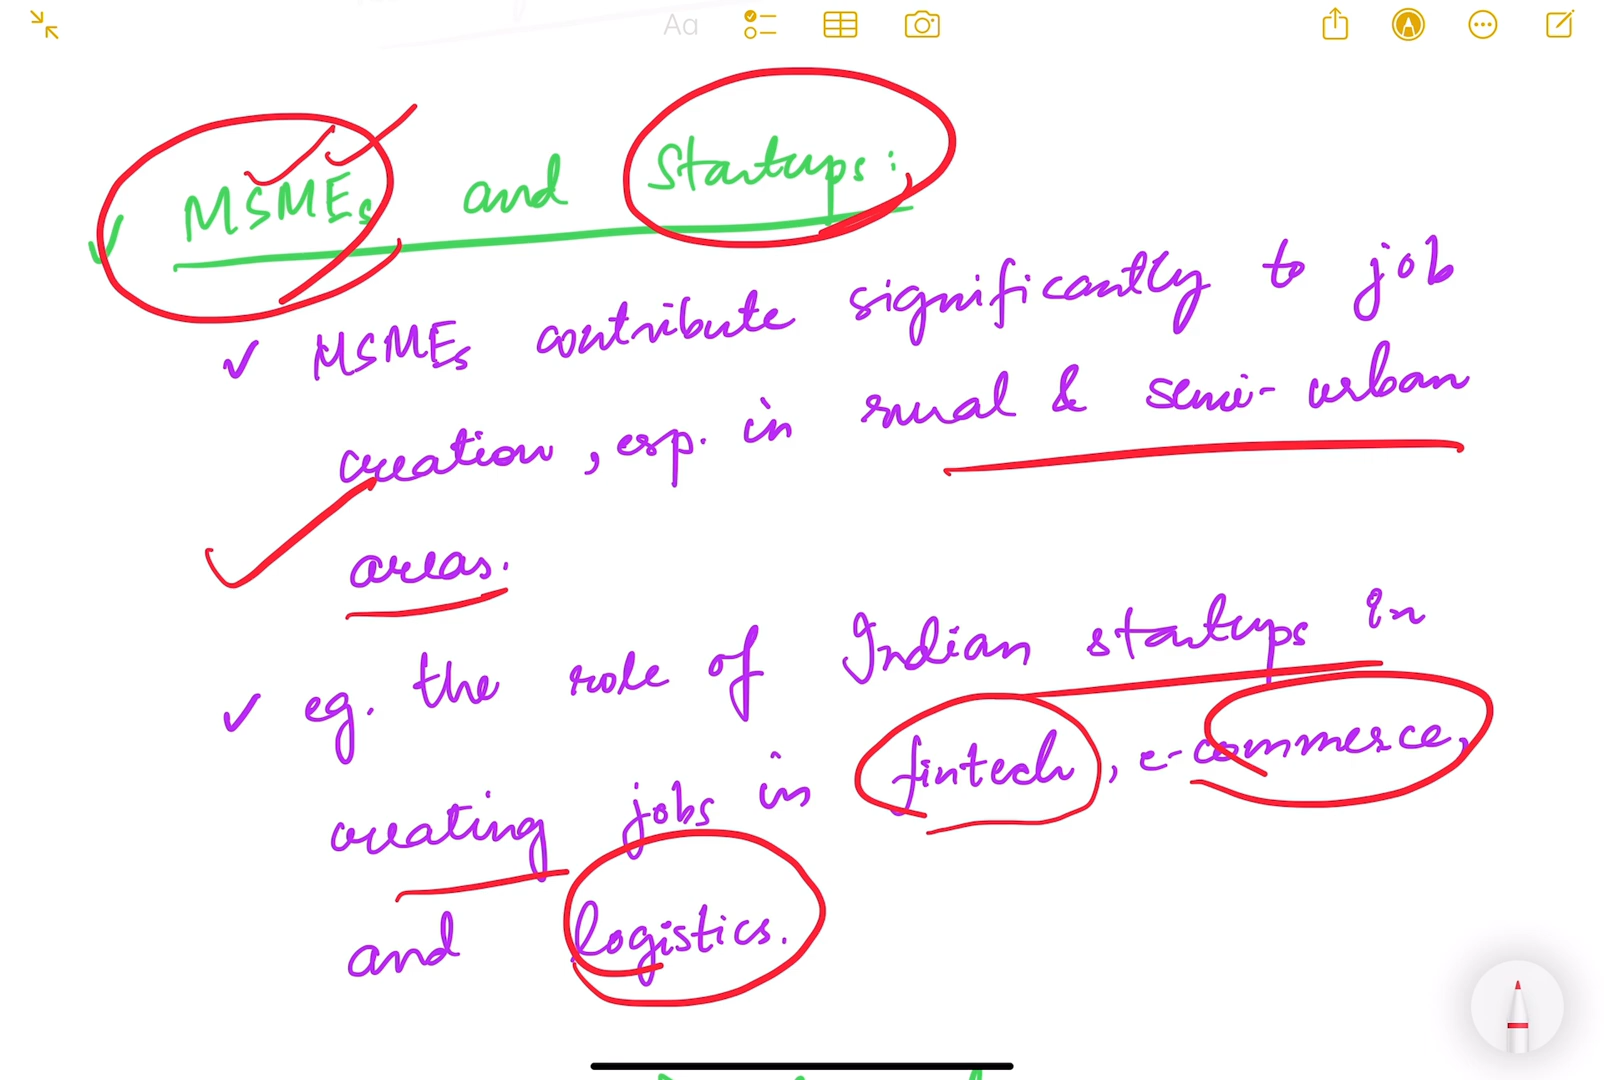 Aa
✓ MSMEs and Startups:
✓ MSMEs contribute significantly to job
creation, esp. in rural & semi-urban
areas.
✓ eg. the role of Indian startups in
creating jobs in fintech, e-commerce,
and logistics.